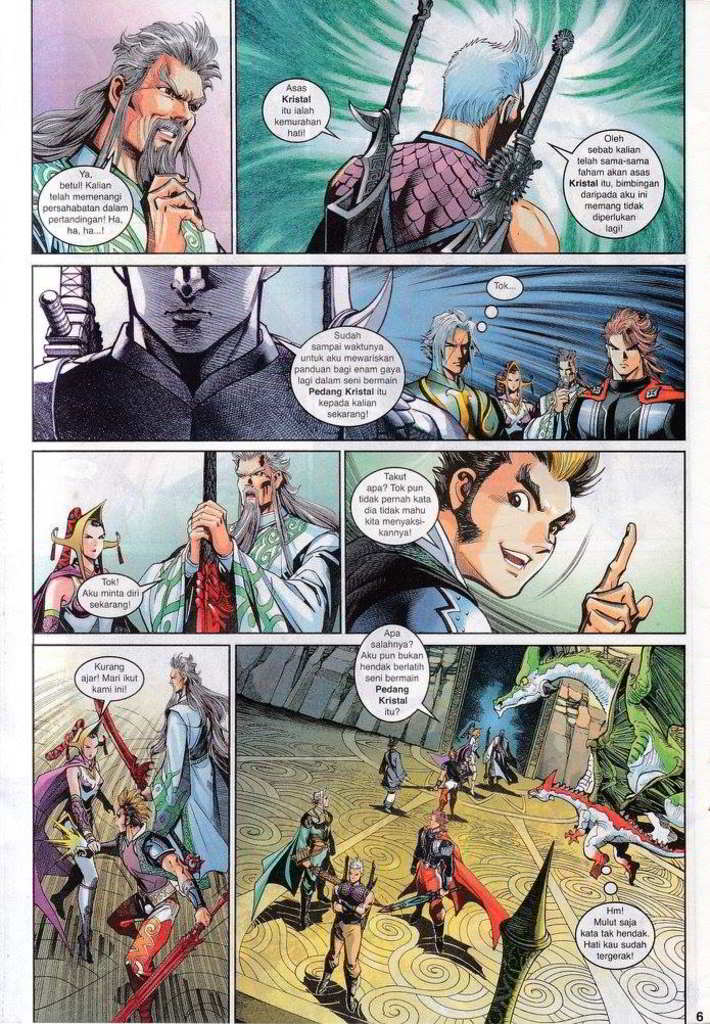 Ya,
betul! Kalian
telah memenangi
persahabatan dalam
pertandingan! Ha,
ha, ha...!
Asas
Kristal
itu ialah
kemurahan
hati!
Oleh
sebab kalian
telah sama-sama
faham akan asas
Kristal itu, bimbingan
daripada aku ini
memang tidak
diperlukan
lagi!
Sudah
sampai waktunya
untuk aku mewariskan
panduan bagi enam gaya
lagi dalam seni bermain
Pedang Kristal itu
kepada kalian
sekarang!
Tok...
Tok!
Aku minta diri
sekarang!
Takut
apa? Tok pun
tidak pernah kata
dia tidak mahu
kita menyaksi-
kannya!
Kurang
ajar! Mari ikut
kami ini!
Apa
salahnya?
Aku pun bukan
hendak berlatih
seni bermain
Pedang
Kristal
itu?
Hm!
Mulut saja
kata tak hendak.
Hati kau sudah
tergerak!
6